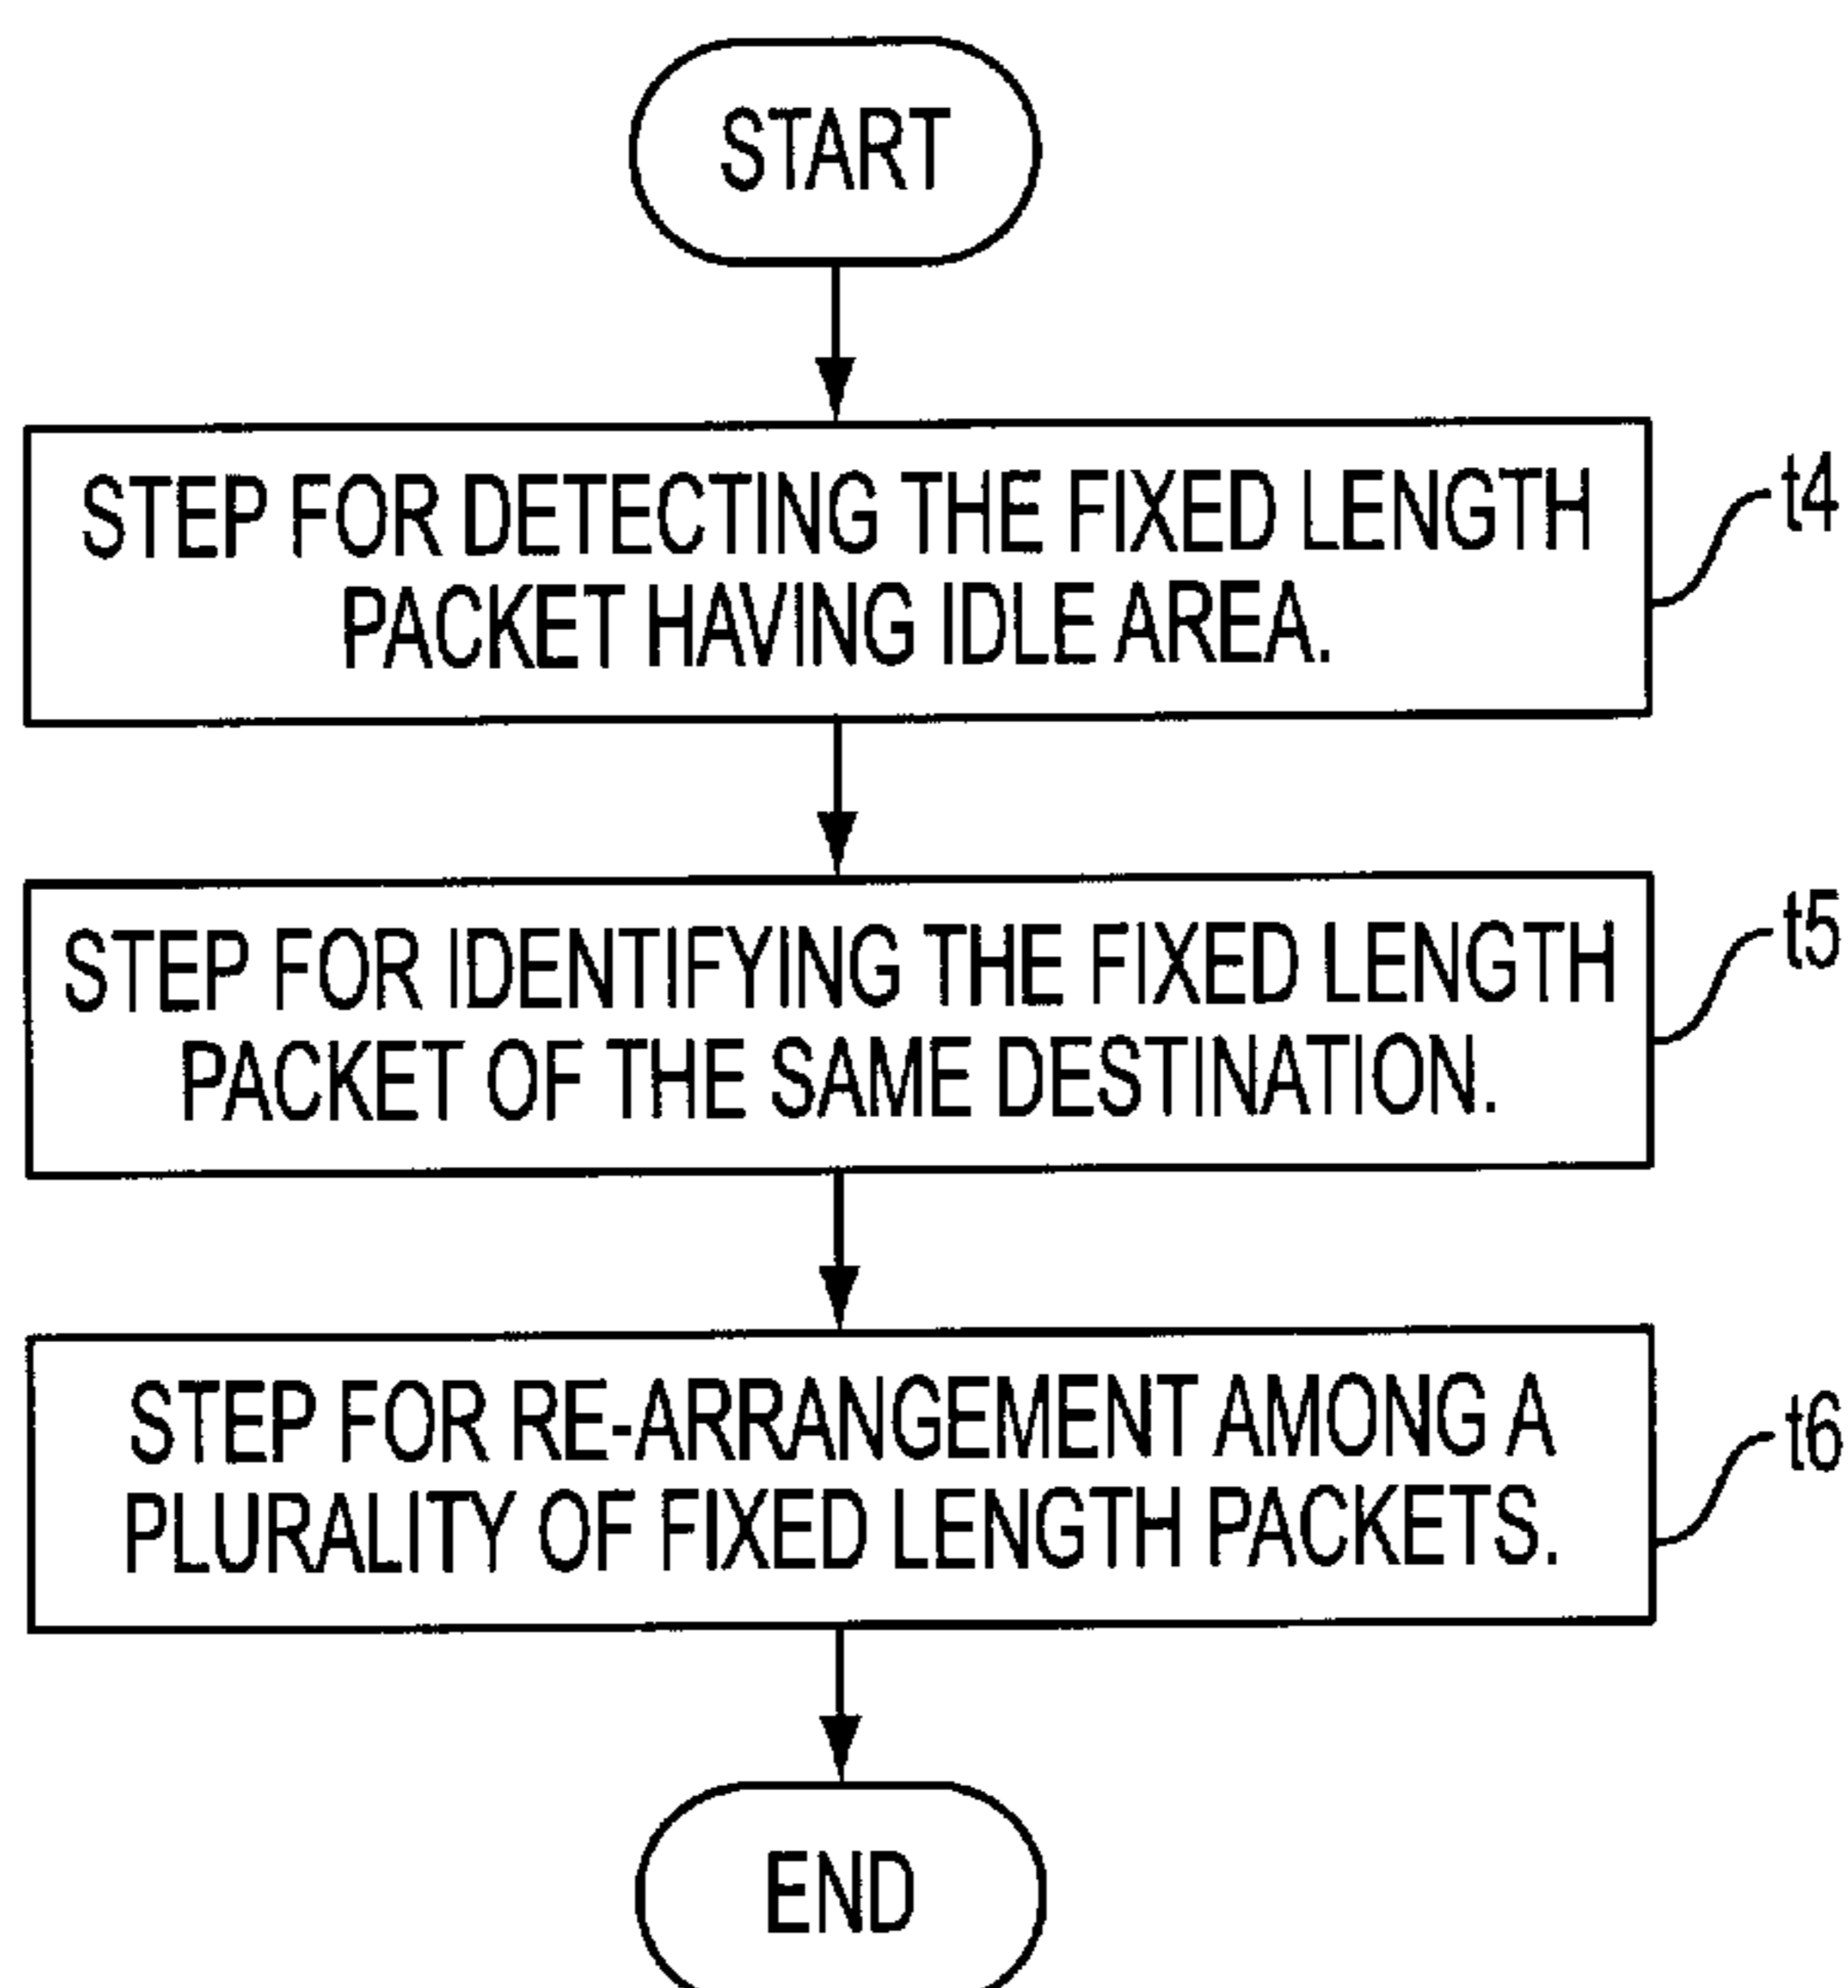 START
STEP FOR DETECTING THE FIXED LENGTH
PACKET HAVING IDLE AREA.
t4
STEP FOR IDENTIFYING THE FIXED LENGTH
PACKET OF THE SAME DESTINATION.
t5
STEP FOR RE-ARRANGEMENT AMONG A
PLURALITY OF FIXED LENGTH PACKETS.
t6
END